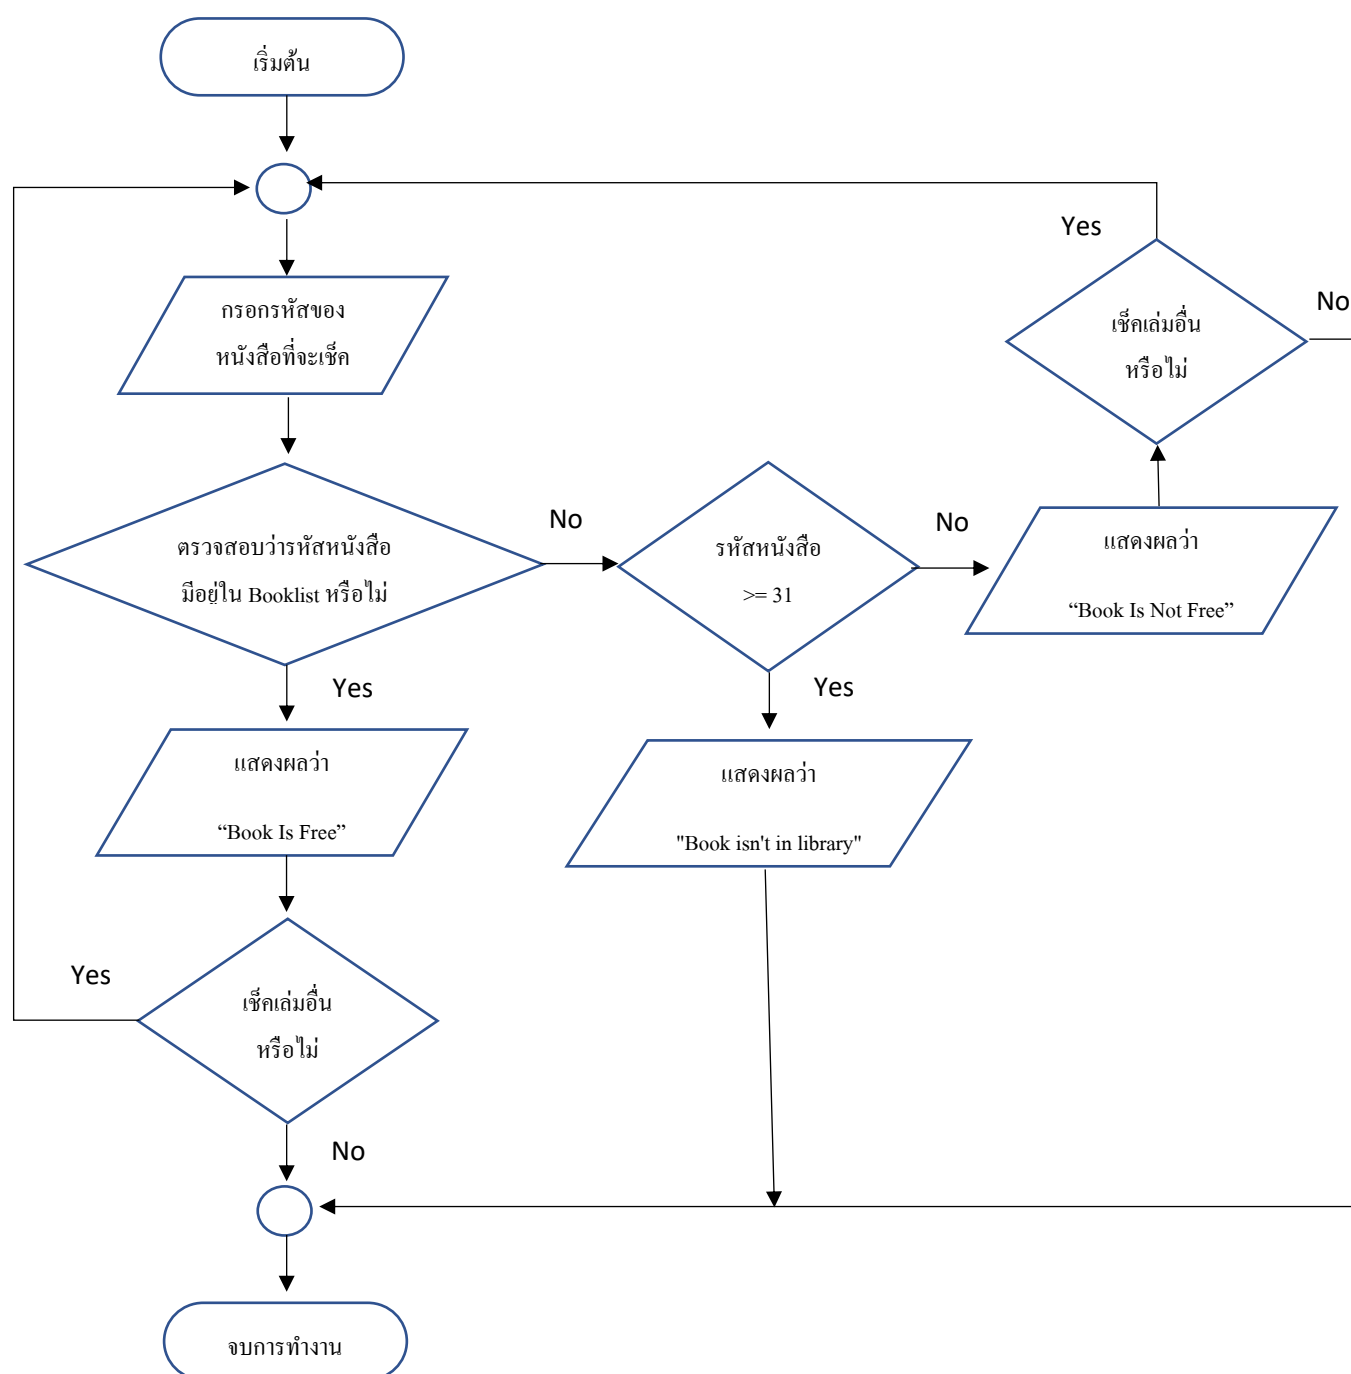 เริ่มต้น
กรอกรหัสของ
หนังสือที่จะเช็ค
ตรวจสอบว่ารหัสหนังสือ
มีอยู่ใน Booklist หรือไม่
No
รหัสหนังสือ
>= 31
No
แสดงผลว่า
“Book Is Not Free”
เช็คเล่มอื่น
หรือไม่
Yes
No
Yes
แสดงผลว่า
“Book Is Free”
Yes
แสดงผลว่า
"Book isn't in library"
Yes
เช็คเล่มอื่น
หรือไม่
No
จบการทำงาน